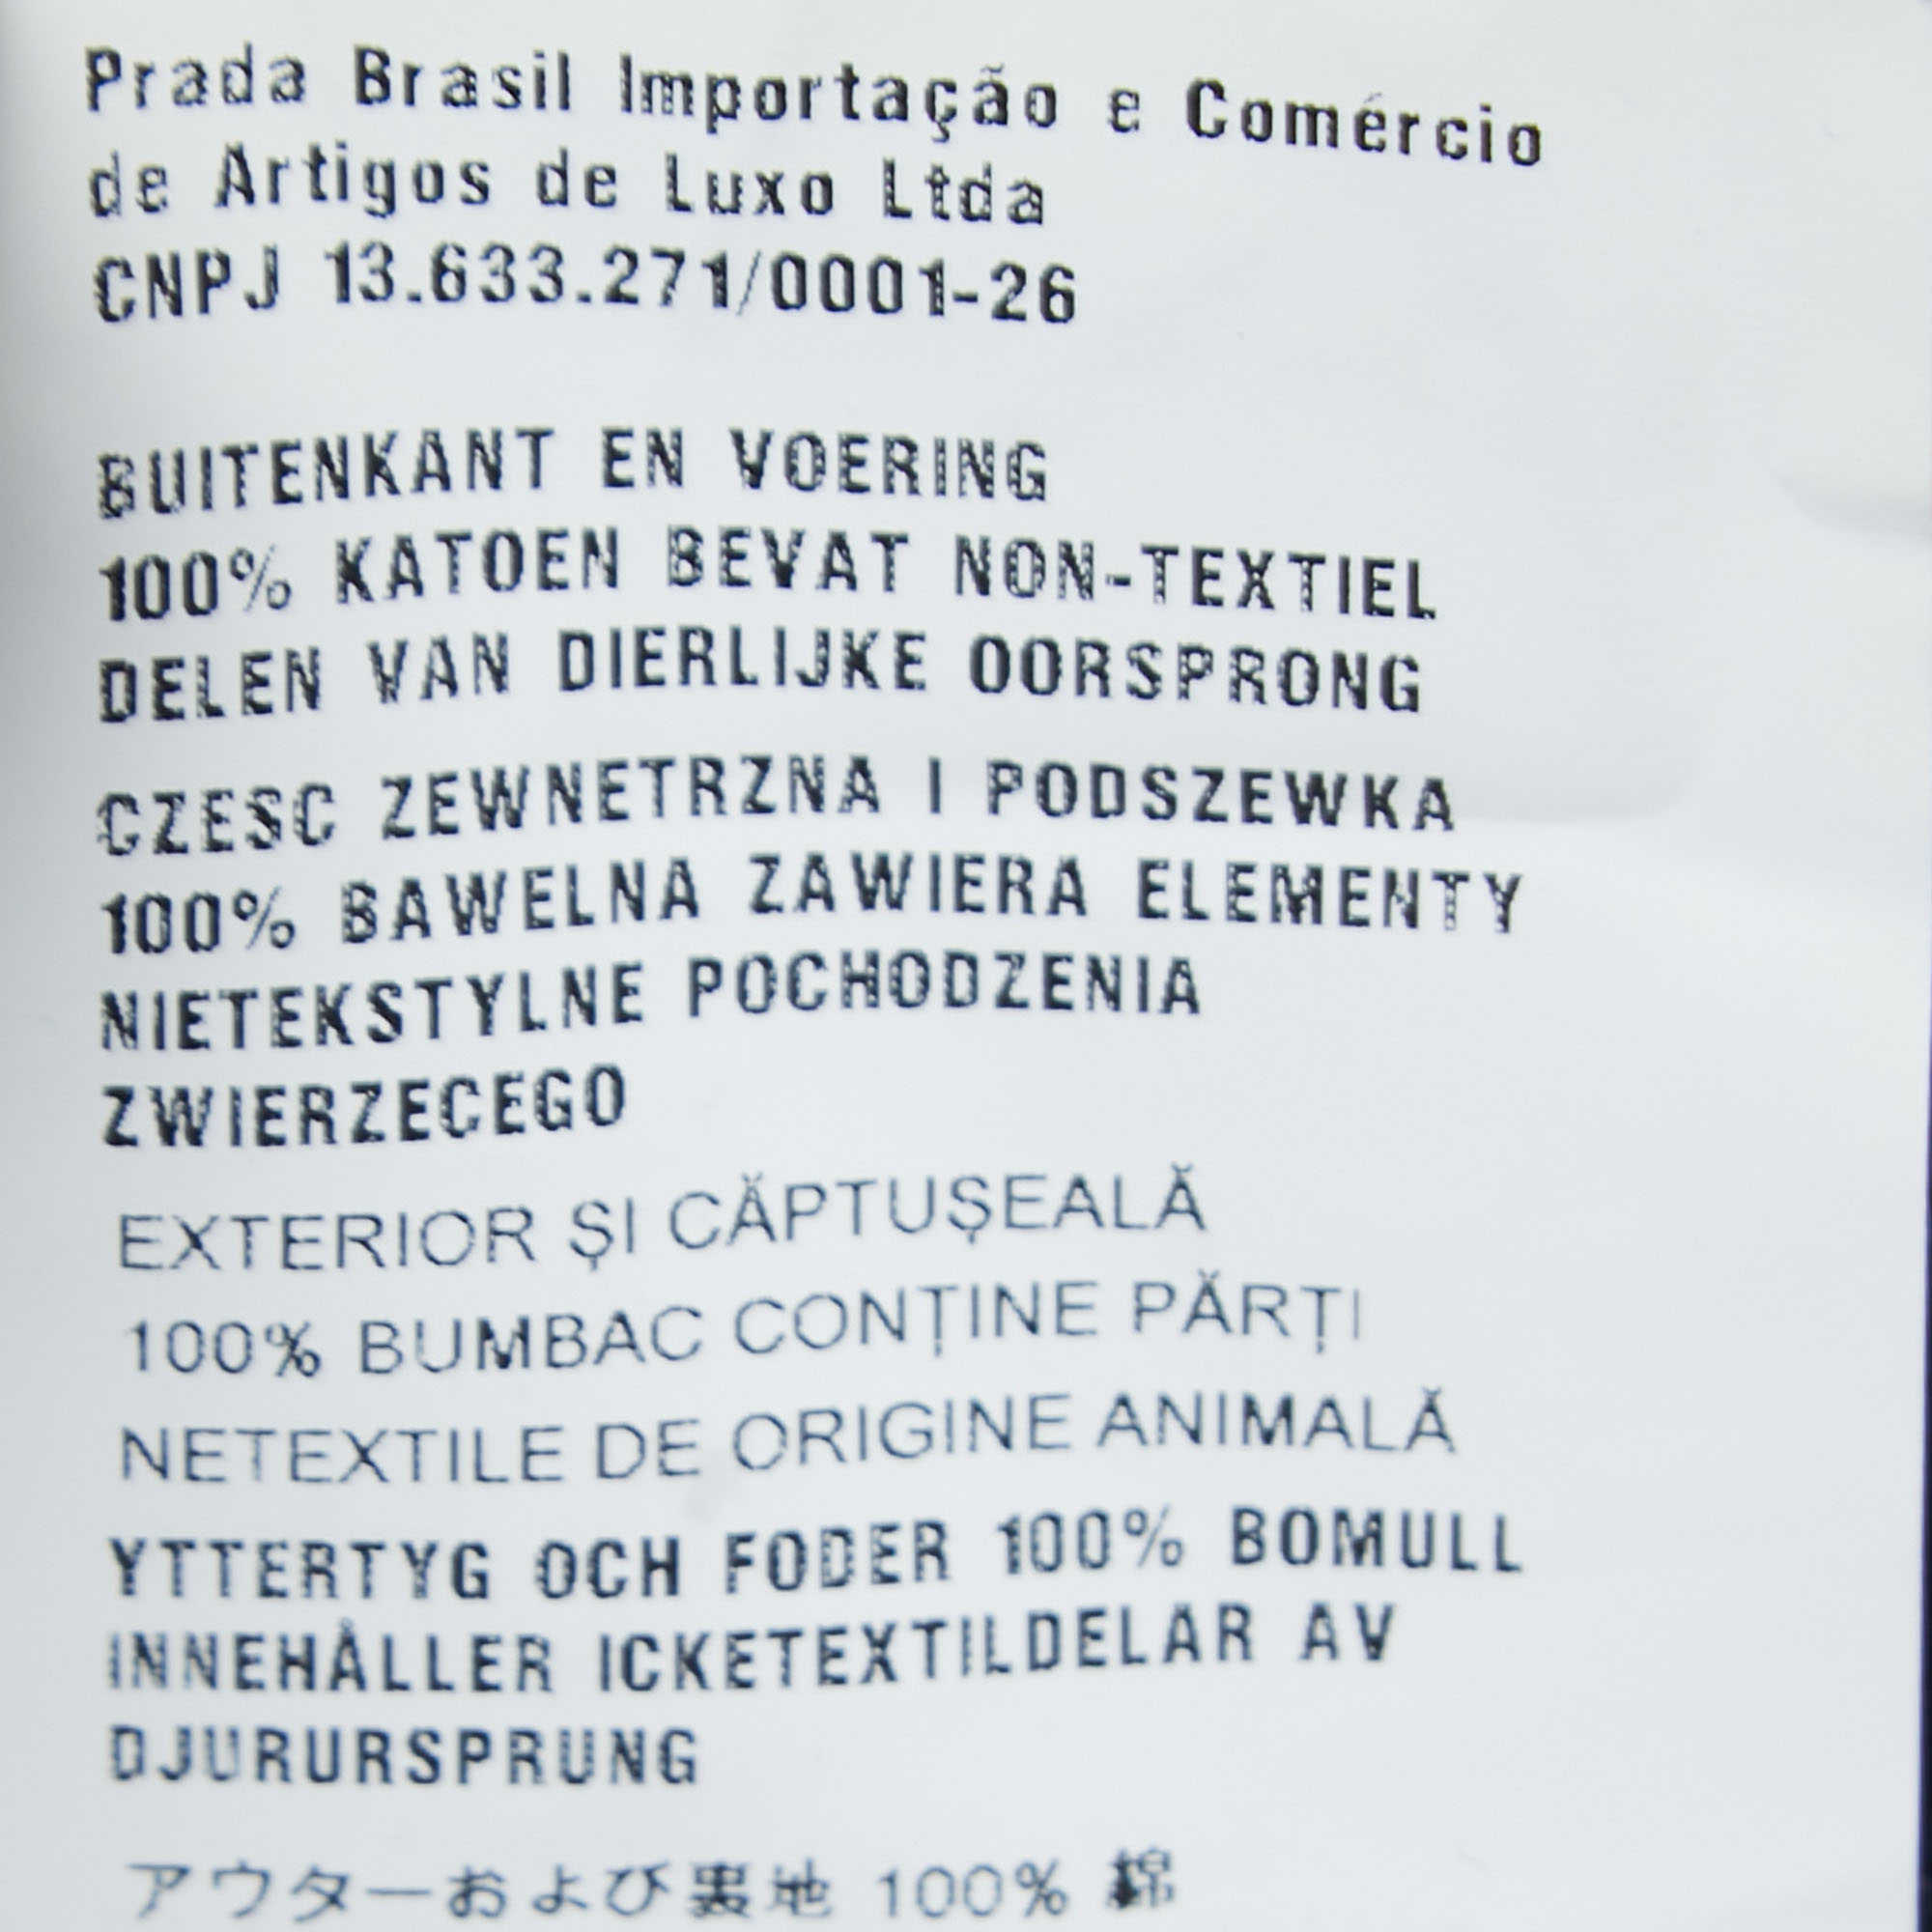 Prada Brasil Importação e Comércio
de Artigos de Luxo Ltda
CNPJ 13.633.271/0001-26
BUITENKANT EN VOERING
100% KATOEN BEVAT NON-TEXTIEL
DELEN VAN DIERLIJKE OORSPRONG
CZESC ZEWNETRZNA I PODSZEWKA
100% BAWELNA ZAWIERA ELEMENTY
NIETEKSTYLNE POCHODZENIA
ZWIERZECEGO
EXTERIOR ȘI CĂPTUȘEALĂ
100% BUMBAC CONȚINE PĂRȚI
NETEXTILE DE ORIGINE ANIMALĂ
YTTERTYG OCH FODER 100% BOMULL
INNEHÅLLER ICKETEXTILDELAR AV
DJURURSPRUNG
アウターおよび裏地 100% 綿